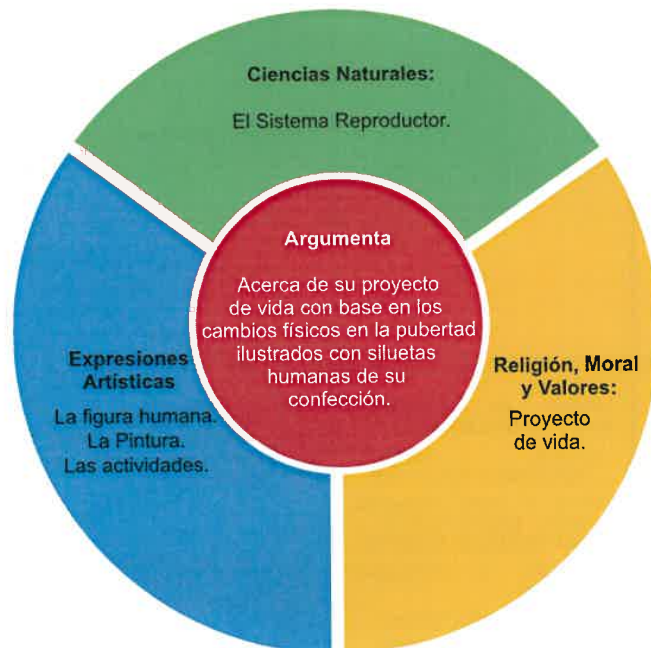 Ciencias Naturales:
El Sistema Reproductor.
Argumenta
Acerca de su proyecto
de vida con base en los
cambios físicos en la pubertad
ilustrados con siluetas
humanas de su
confección.
Expresiones
Artísticas
La figura humana.
La Pintura.
Las actividades.
Religión, Moral
y Valores:
Proyecto
de vida.